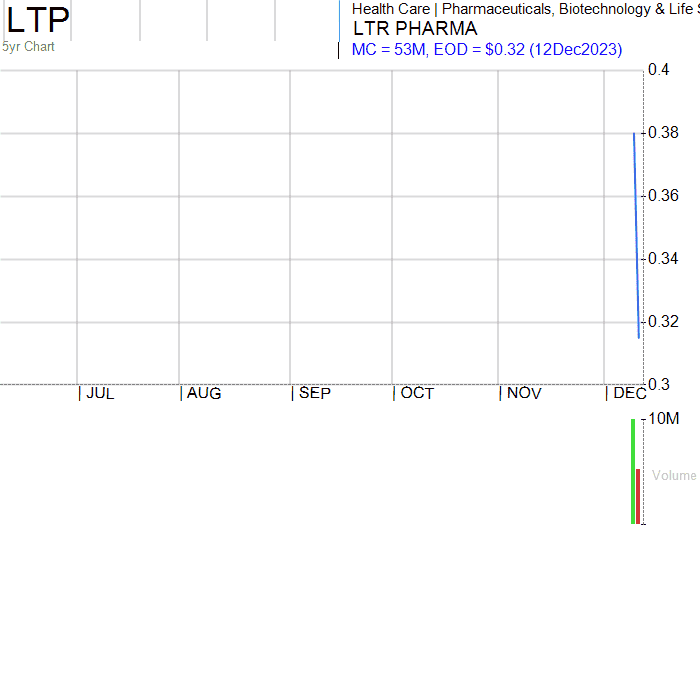 LTP
5yr Chart
Health Care | Pharmaceuticals, Biotechnology & Life
LTR PHARMA
MC = 53M, EOD = $0.32 (12Dec2023)
0.4
0.38
0.36
0.34
0.32
0.3
JUL
AUG
SEP
OCT
NOV
DEC
10M
Volume